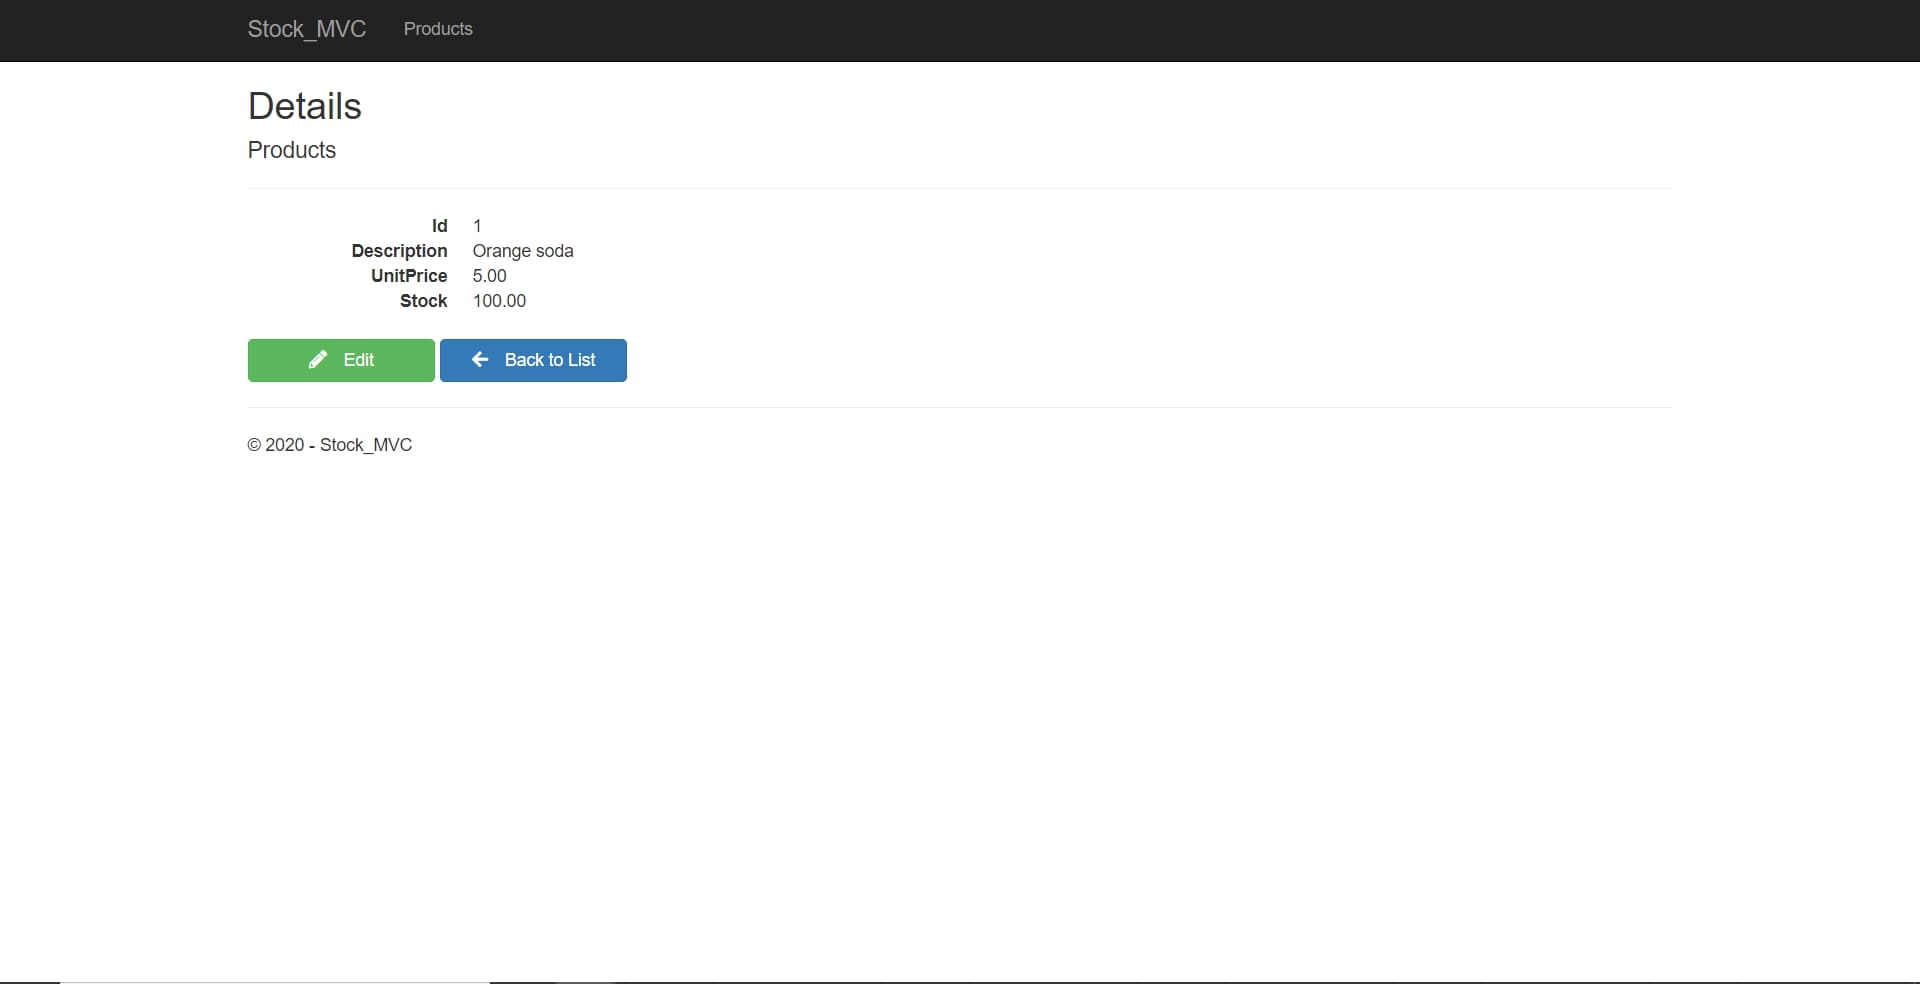 Stock_MVC Products
Details
Products
Id 1
Description Orange soda
UnitPrice 5.00
Stock 100.00
Edit Back to List
© 2020 - Stock_MVC